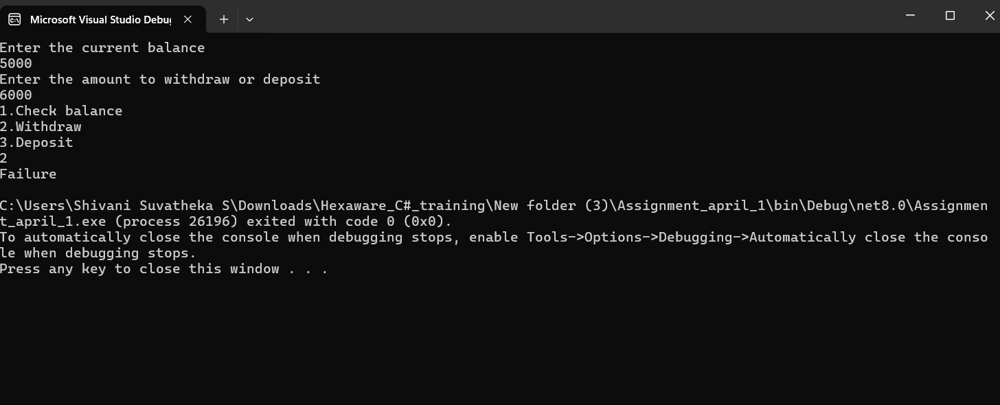 Microsoft Visual Studio Debu
Enter the current balance
5000
Enter the amount to withdraw or deposit
6000
1.Check balance
2.Withdraw
3.Deposit
2
Failure
C:\Users\Shivani Suvatheka S\Downloads\Hexaware_C#_training\New folder (3)\Assignment_april_1\bin\Debug\net8.0\Assignmen
t_april_1.exe (process 26196) exited with code 0 (0x0).
To automatically close the console when debugging stops, enable Tools->Options->Debugging->Automatically close the conso
le when debugging stops.
Press any key to close this window . . .